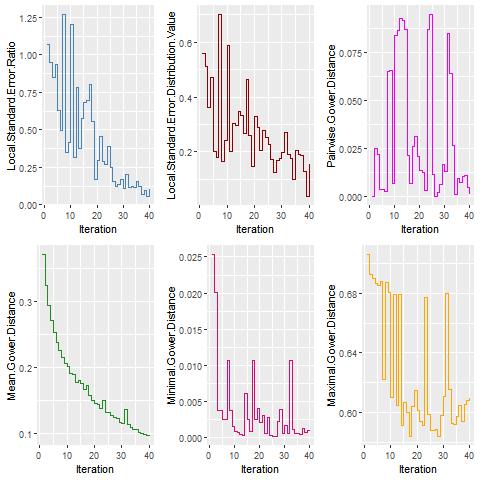 Local.Standard.Error.Ratio
1.25
1.00
0.75
0.50
0.25
0.00
0 10 20 30 40
Iteration
Local.Standard.Error.Distribution.Value
0.6
0.4
0.2
0 10 20 30 40
Iteration
Pairwise.Gower.Distance
0.075
0.050
0.025
0.000
0 10 20 30 40
Iteration
Mean.Gower.Distance
0.3
0.2
0.1
0 10 20 30 40
Iteration
Minimal.Gower.Distance
0.025
0.020
0.015
0.010
0.005
0.000
0 10 20 30 40
Iteration
Maximal.Gower.Distance
0.68
0.64
0.60
0 10 20 30 40
Iteration